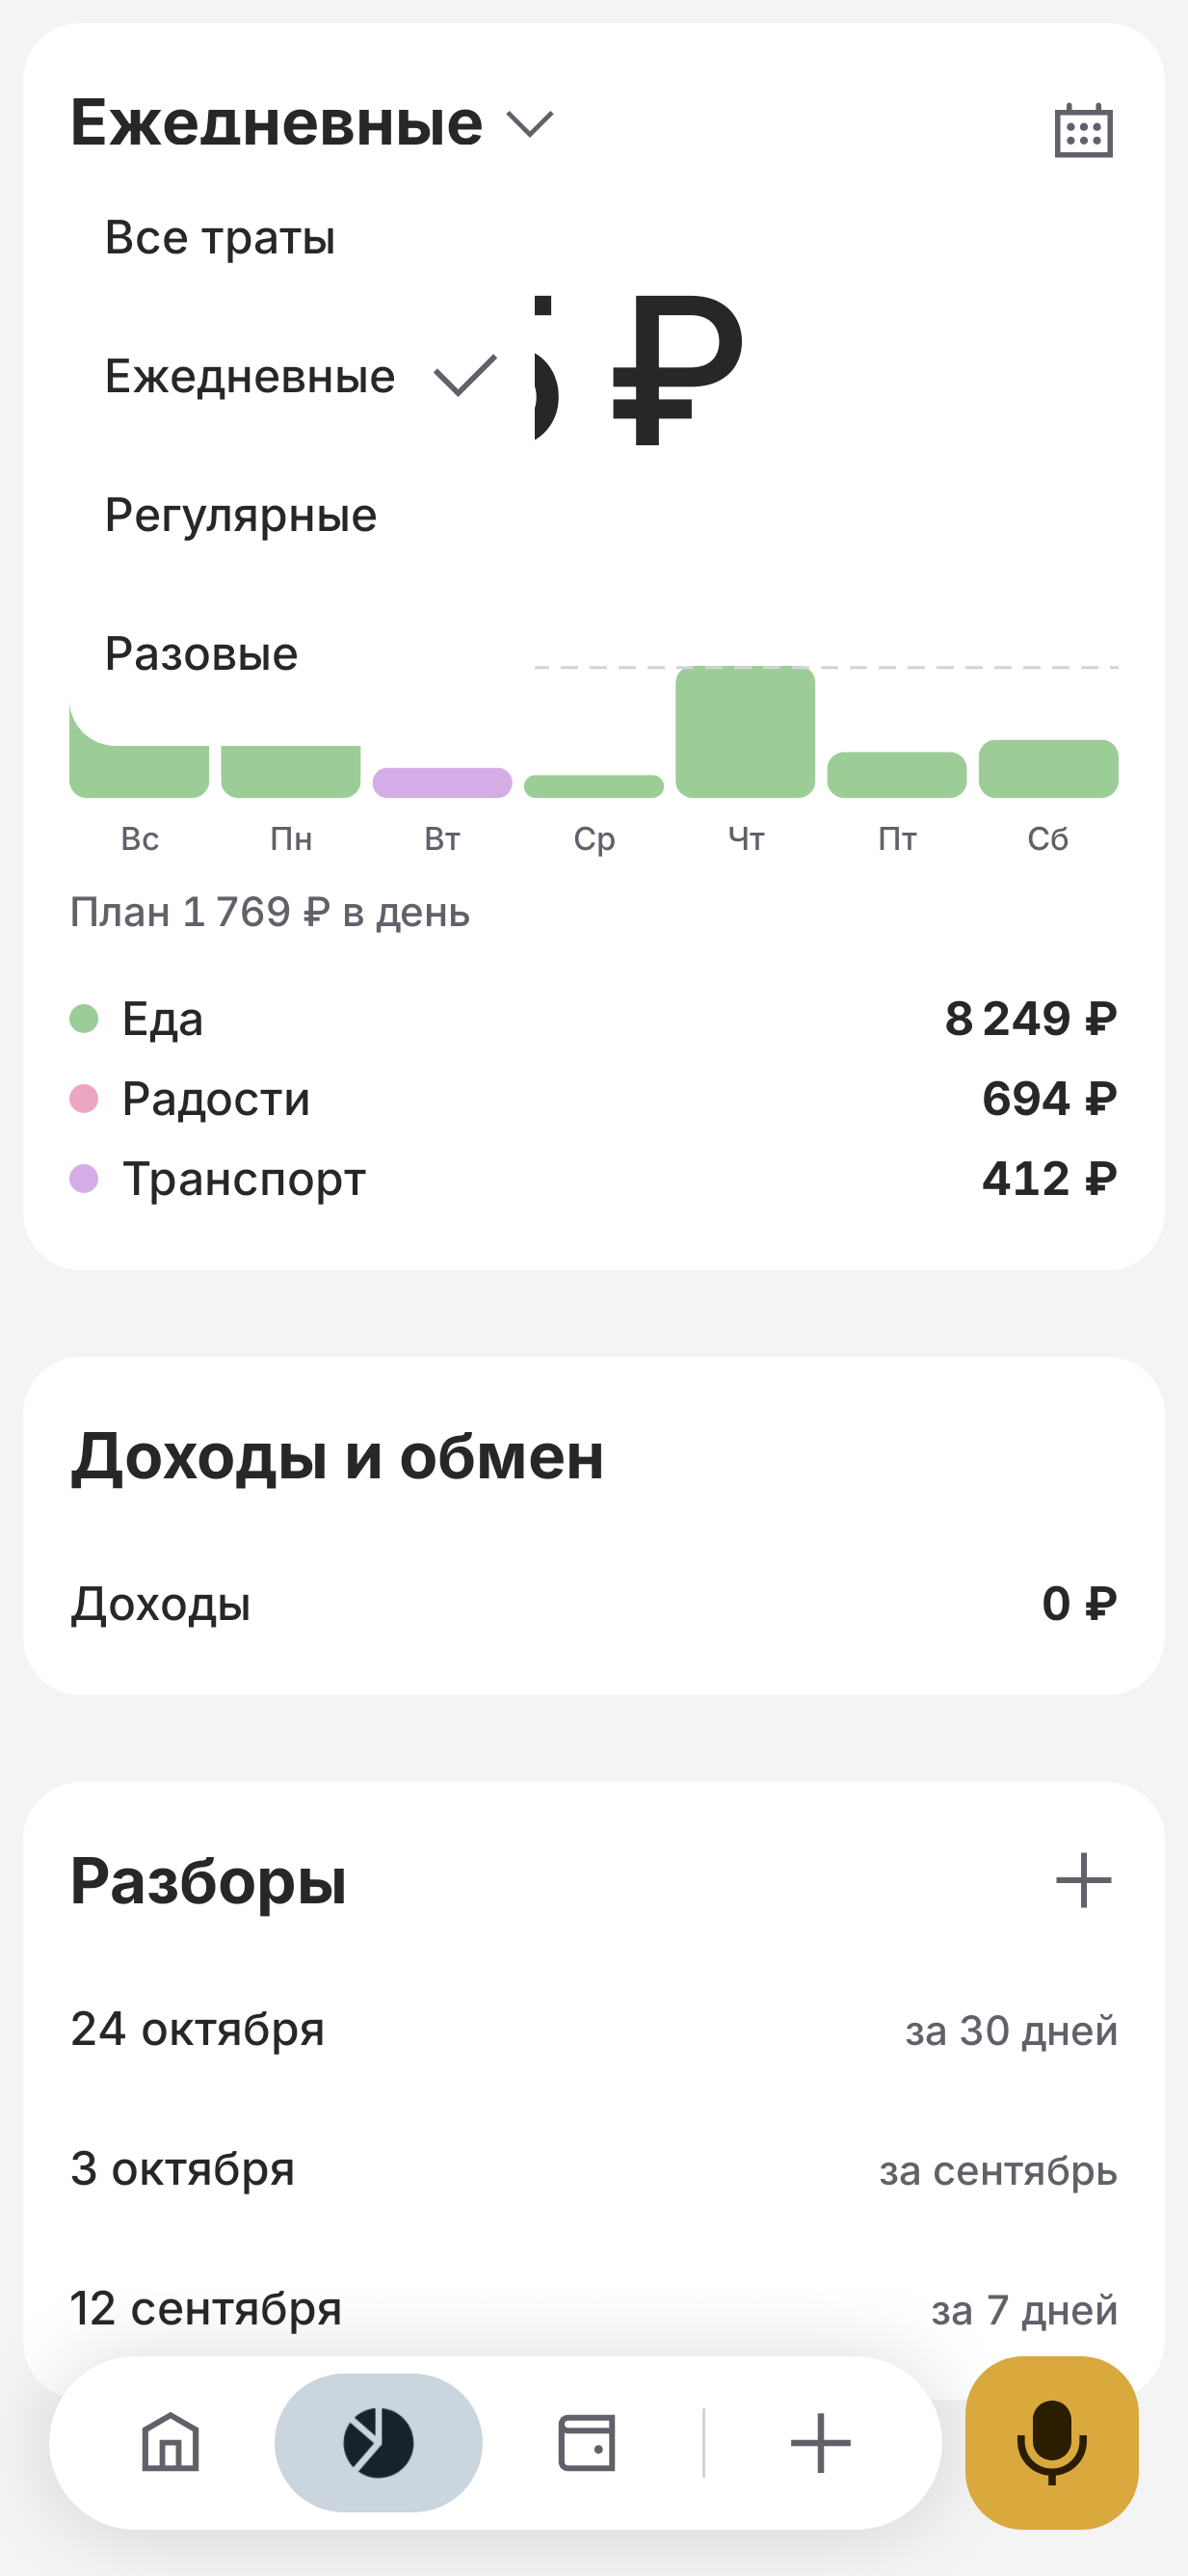 Ежедневные
Все траты
Ежедневные
₽
Регулярные
Разовые
Вс Пн Вт Ср Чт Пт Сб
План 1 769 ₽ в день
Еда 8 249 ₽
Радости 694 ₽
Транспорт 412 ₽
Доходы и обмен
Доходы 0 ₽
Разборы
24 октября за 30 дней
3 октября за сентябрь
12 сентября за 7 дней